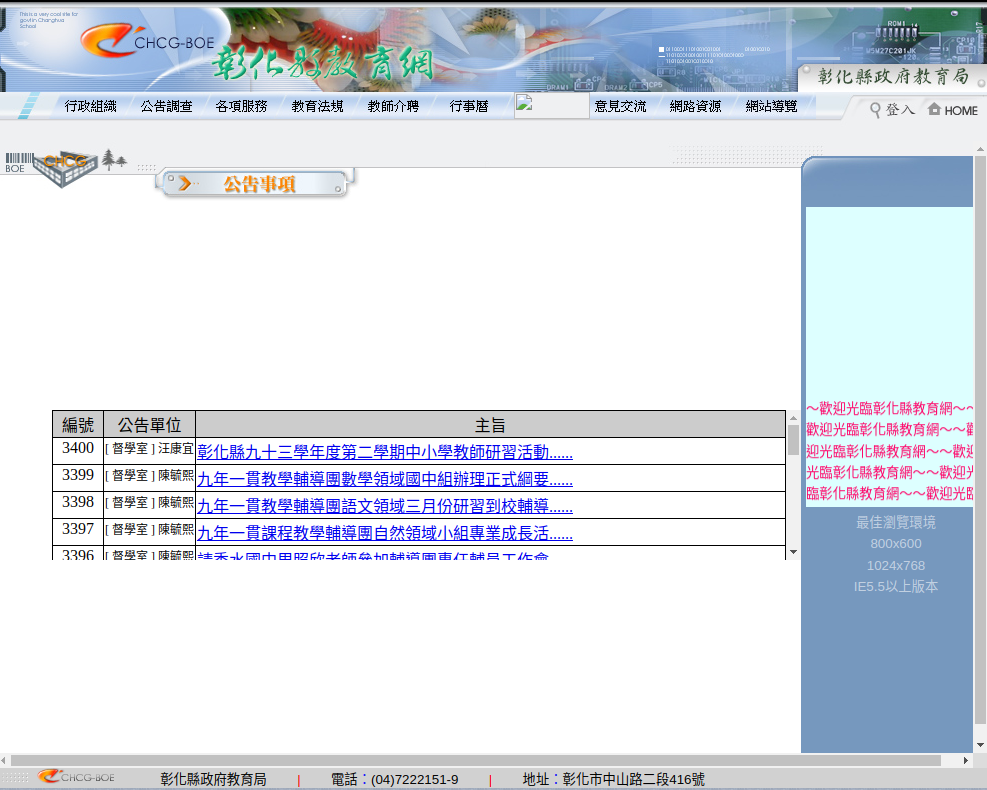 This is very cool site for
gov!!in Changhwa
School
CHCG-BOE
彰化縣教育網
ROW1
彰化縣政府教育局
行政組織 公告調查 各項服務 教育法規 教師介聘 行事曆 意見交流 網路資源 網站導覽 登入 HOME
BOE CHCG
公告事項
編號 公告單位 主旨
3400 [ 督學室 ] 汪康宜 彰化縣九十三學年度第二學期中小學教師研習活動......
3399 [ 督學室 ] 陳毓熙 九年一貫教學輔導團數學領域國中組辦理正式綱要......
3398 [ 督學室 ] 陳毓熙 九年一貫教學輔導團語文領域三月份研習到校輔導......
3397 [ 督學室 ] 陳毓熙 九年一貫課程教學輔導團自然領域小組專業成長活......
3396 [ 督學室 ] 陳毓熙
～歡迎光臨彰化縣教育網～～
歡迎光臨彰化縣教育網～～歡
迎光臨彰化縣教育網～～歡迎
光臨彰化縣教育網～～歡迎光
臨彰化縣教育網～～歡迎光臨
最佳瀏覽環境
800x600
1024x768
IE5.5以上版本
CHCG-BOE 彰化縣政府教育局 | 電話：(04)7222151-9 | 地址：彰化市中山路二段416號